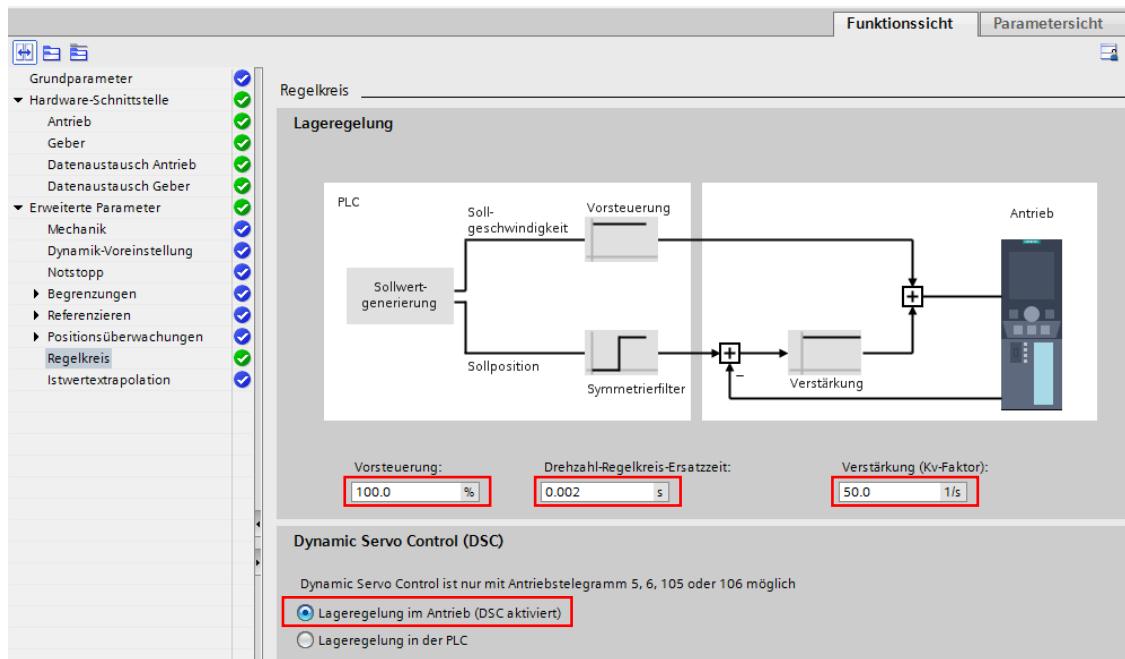 Funktionssicht
Parametersicht
Grundparameter
Hardware-Schnittstelle
Antrieb
Geber
Datenaustausch Antrieb
Datenaustausch Geber
Erweiterte Parameter
Mechanik
Dynamik-Voreinstellung
Notstopp
Begrenzungen
Referenzieren
Positionsüberwachungen
Regelkreis
Istwertextrapolation
Regelkreis
Lageregelung
PLC
Soll-
geschwindigkeit
Vorsteuerung
Antrieb
Sollwert-
generierung
Sollposition
Symmetrierfilter
Verstärkung
Vorsteuerung:
100.0 %
Drehzahl-Regelkreis-Ersatzzeit:
0.002 s
Verstärkung (Kv-Faktor):
50.0 1/s
Dynamic Servo Control (DSC)
Dynamic Servo Control ist nur mit Antriebstelegramm 5, 6, 105 oder 106 möglich
Lageregelung im Antrieb (DSC aktiviert)
Lageregelung in der PLC